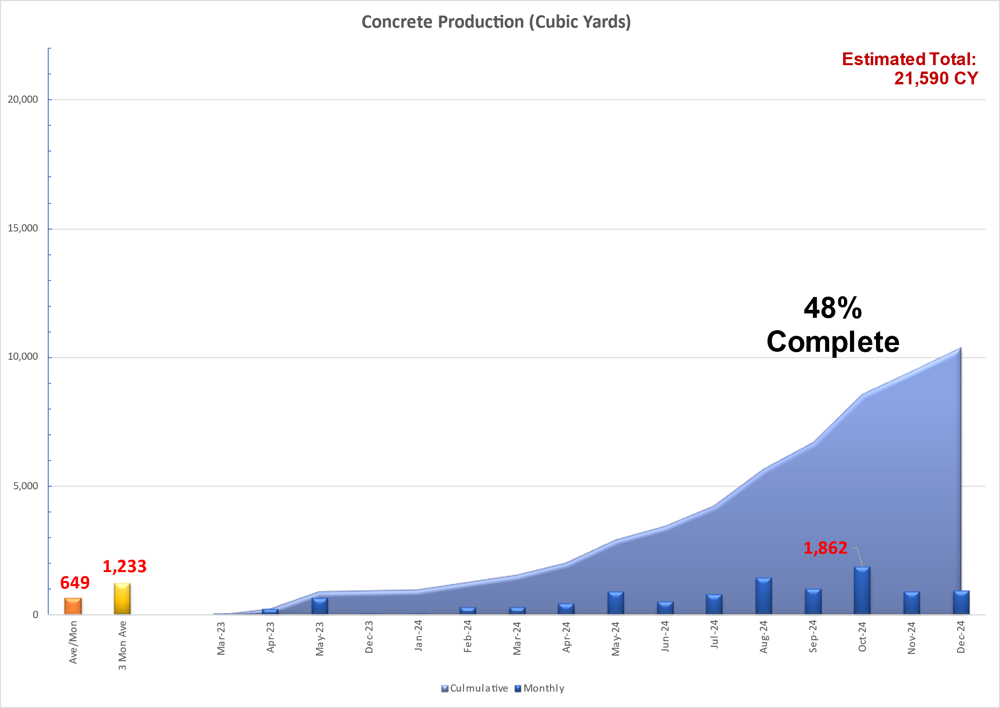 Concrete Production (Cubic Yards)
Estimated Total:
21,590 CY
20,000
15,000
10,000
5,000
0
48%
Complete
649
1,233
1,862
Ave/Mon
3 Mon Ave
Mar-23
Apr-23
May-23
Dec-23
Jan-24
Feb-24
Mar-24
Apr-24
May-24
Jun-24
Jul-24
Aug-24
Sep-24
Oct-24
Nov-24
Dec-24
Culmulative
Monthly